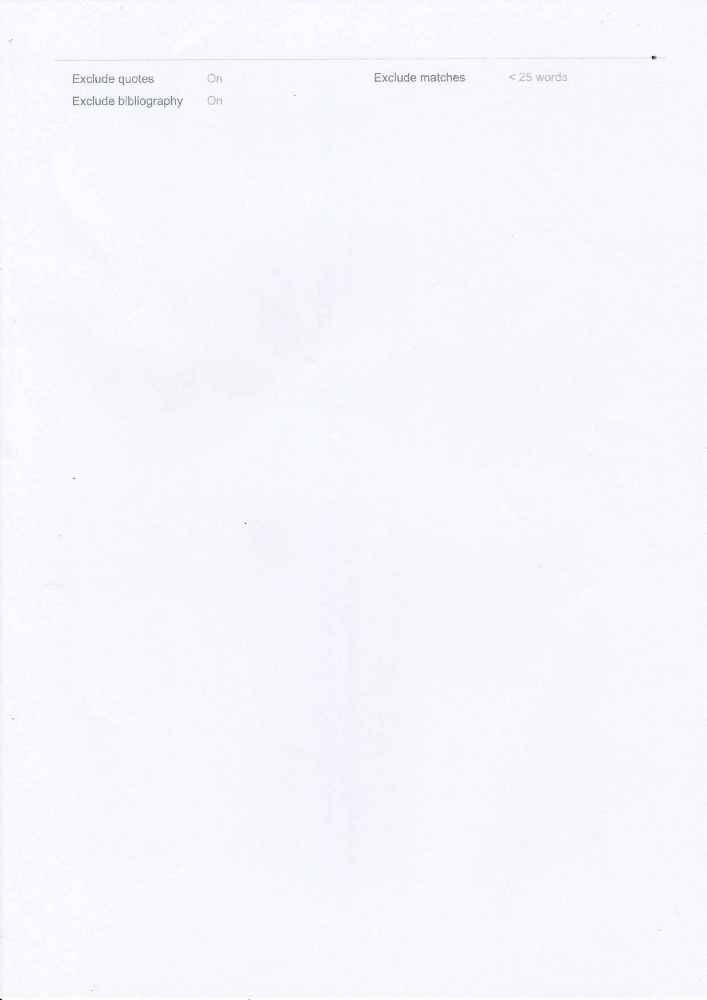 Exclude quotes On Exclude matches < 25 words
Exclude bibliography On